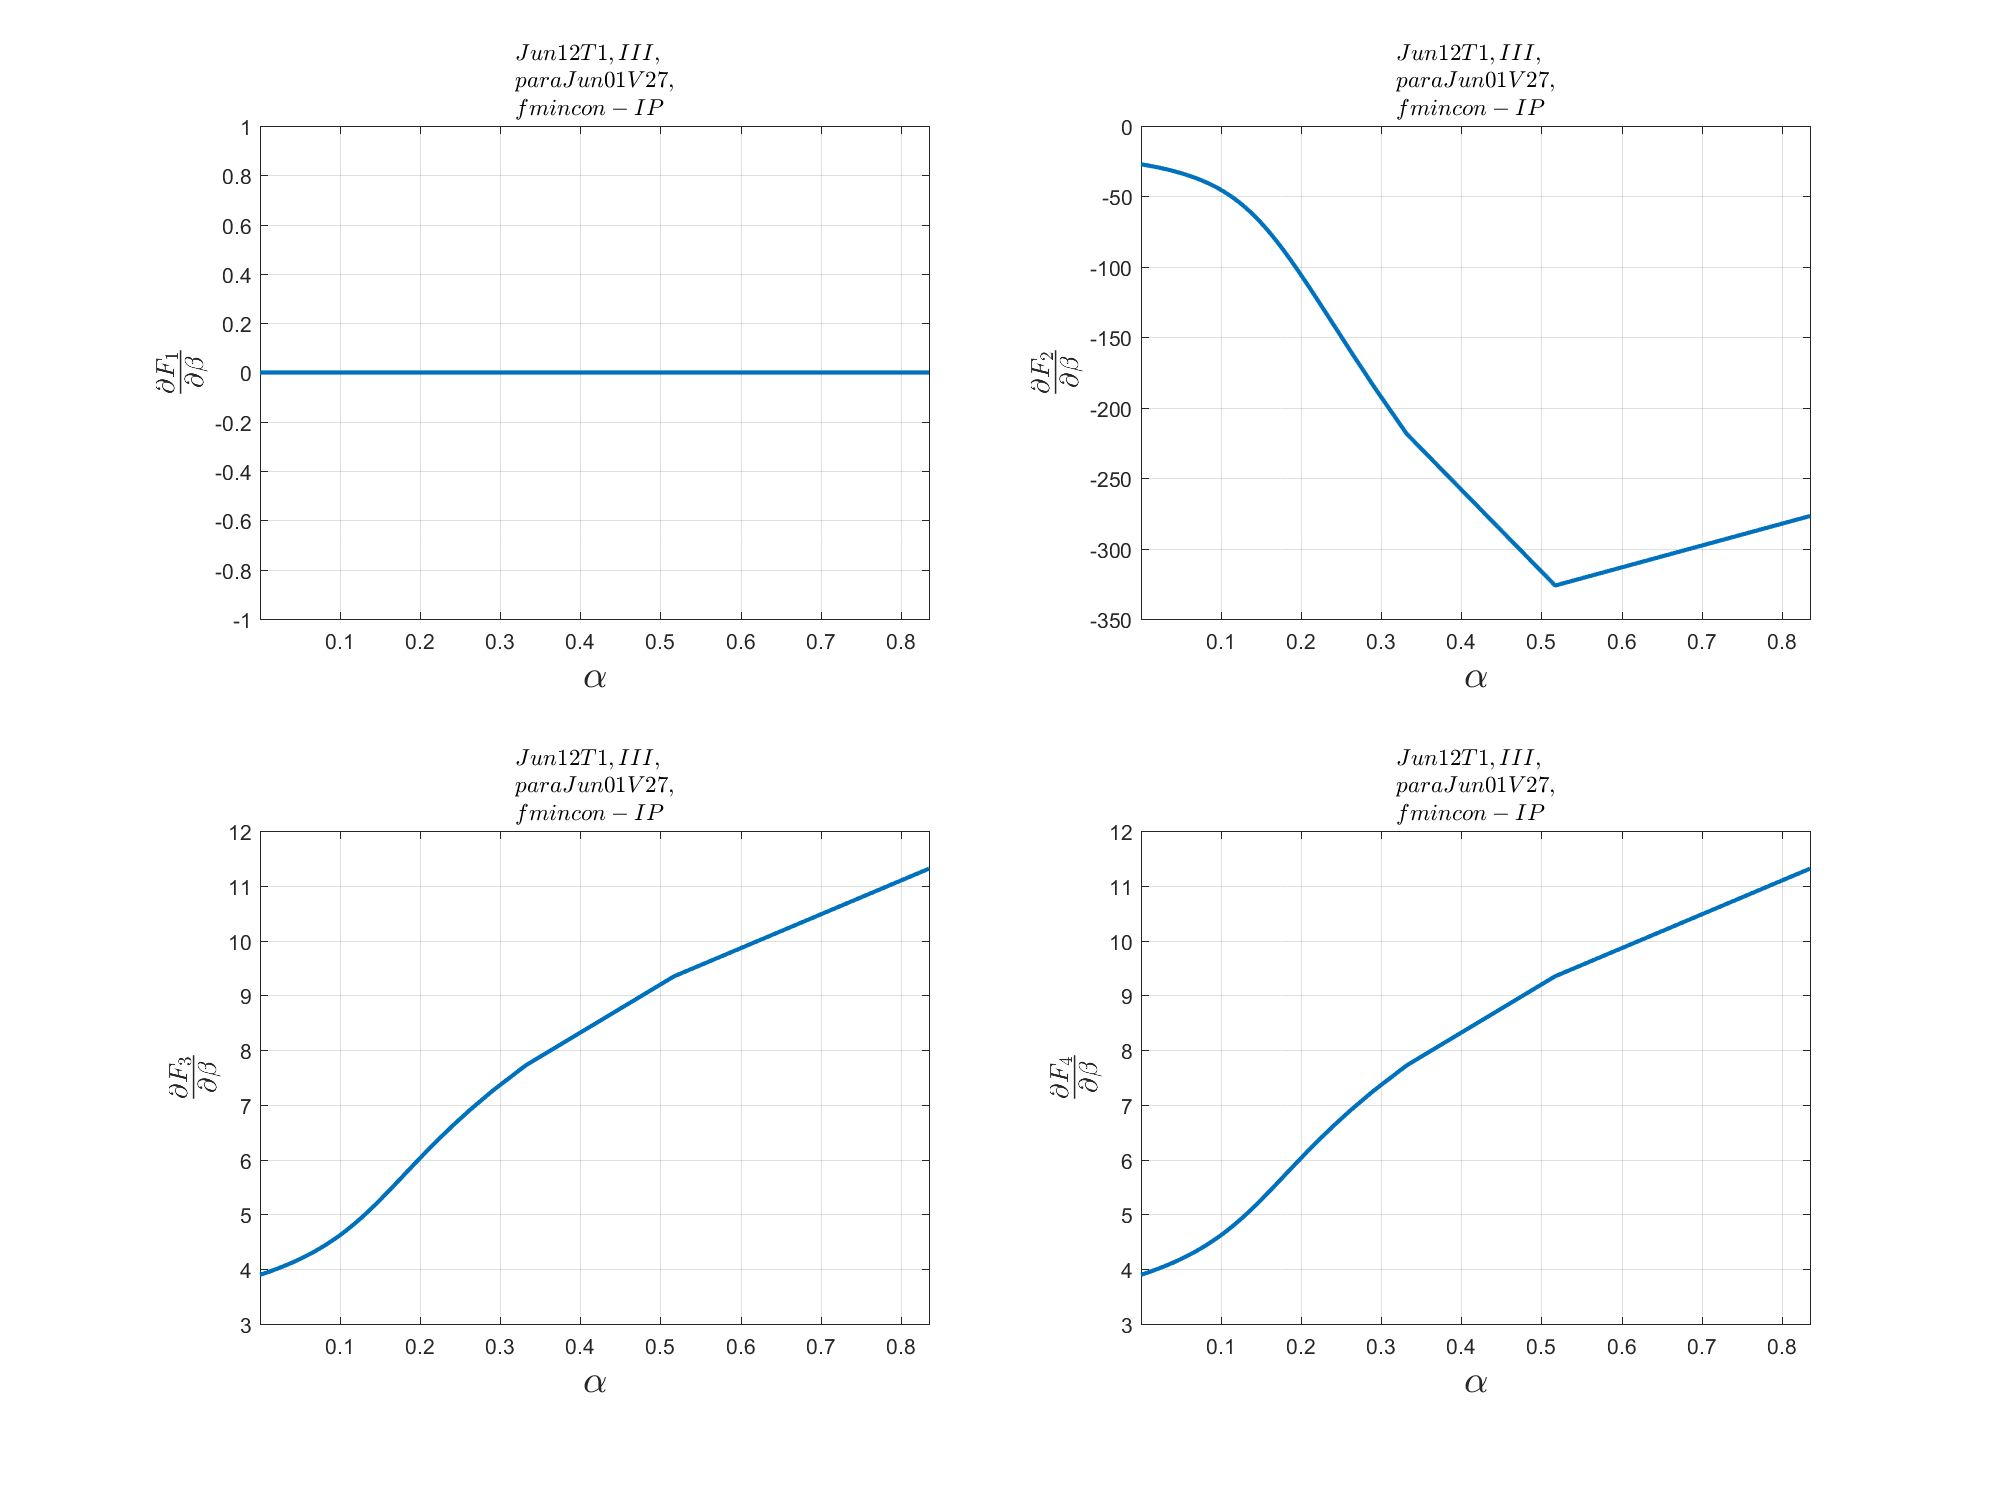 Jun12T1, III,
paraJun01V27,
fmincon − IP
1
0.8
0.6
0.4
0.2
0
-0.2
-0.4
-0.6
-0.8
-1
∂F₁/∂β
0.1 0.2 0.3 0.4 0.5 0.6 0.7 0.8
α
Jun12T1, III,
paraJun01V27,
fmincon − IP
0
-50
-100
-150
-200
-250
-300
-350
∂F₂/∂β
0.1 0.2 0.3 0.4 0.5 0.6 0.7 0.8
α
Jun12T1, III,
paraJun01V27,
fmincon − IP
12
11
10
9
8
7
6
5
4
3
∂F₃/∂β
0.1 0.2 0.3 0.4 0.5 0.6 0.7 0.8
α
Jun12T1, III,
paraJun01V27,
fmincon − IP
12
11
10
9
8
7
6
5
4
3
∂F₄/∂β
0.1 0.2 0.3 0.4 0.5 0.6 0.7 0.8
α